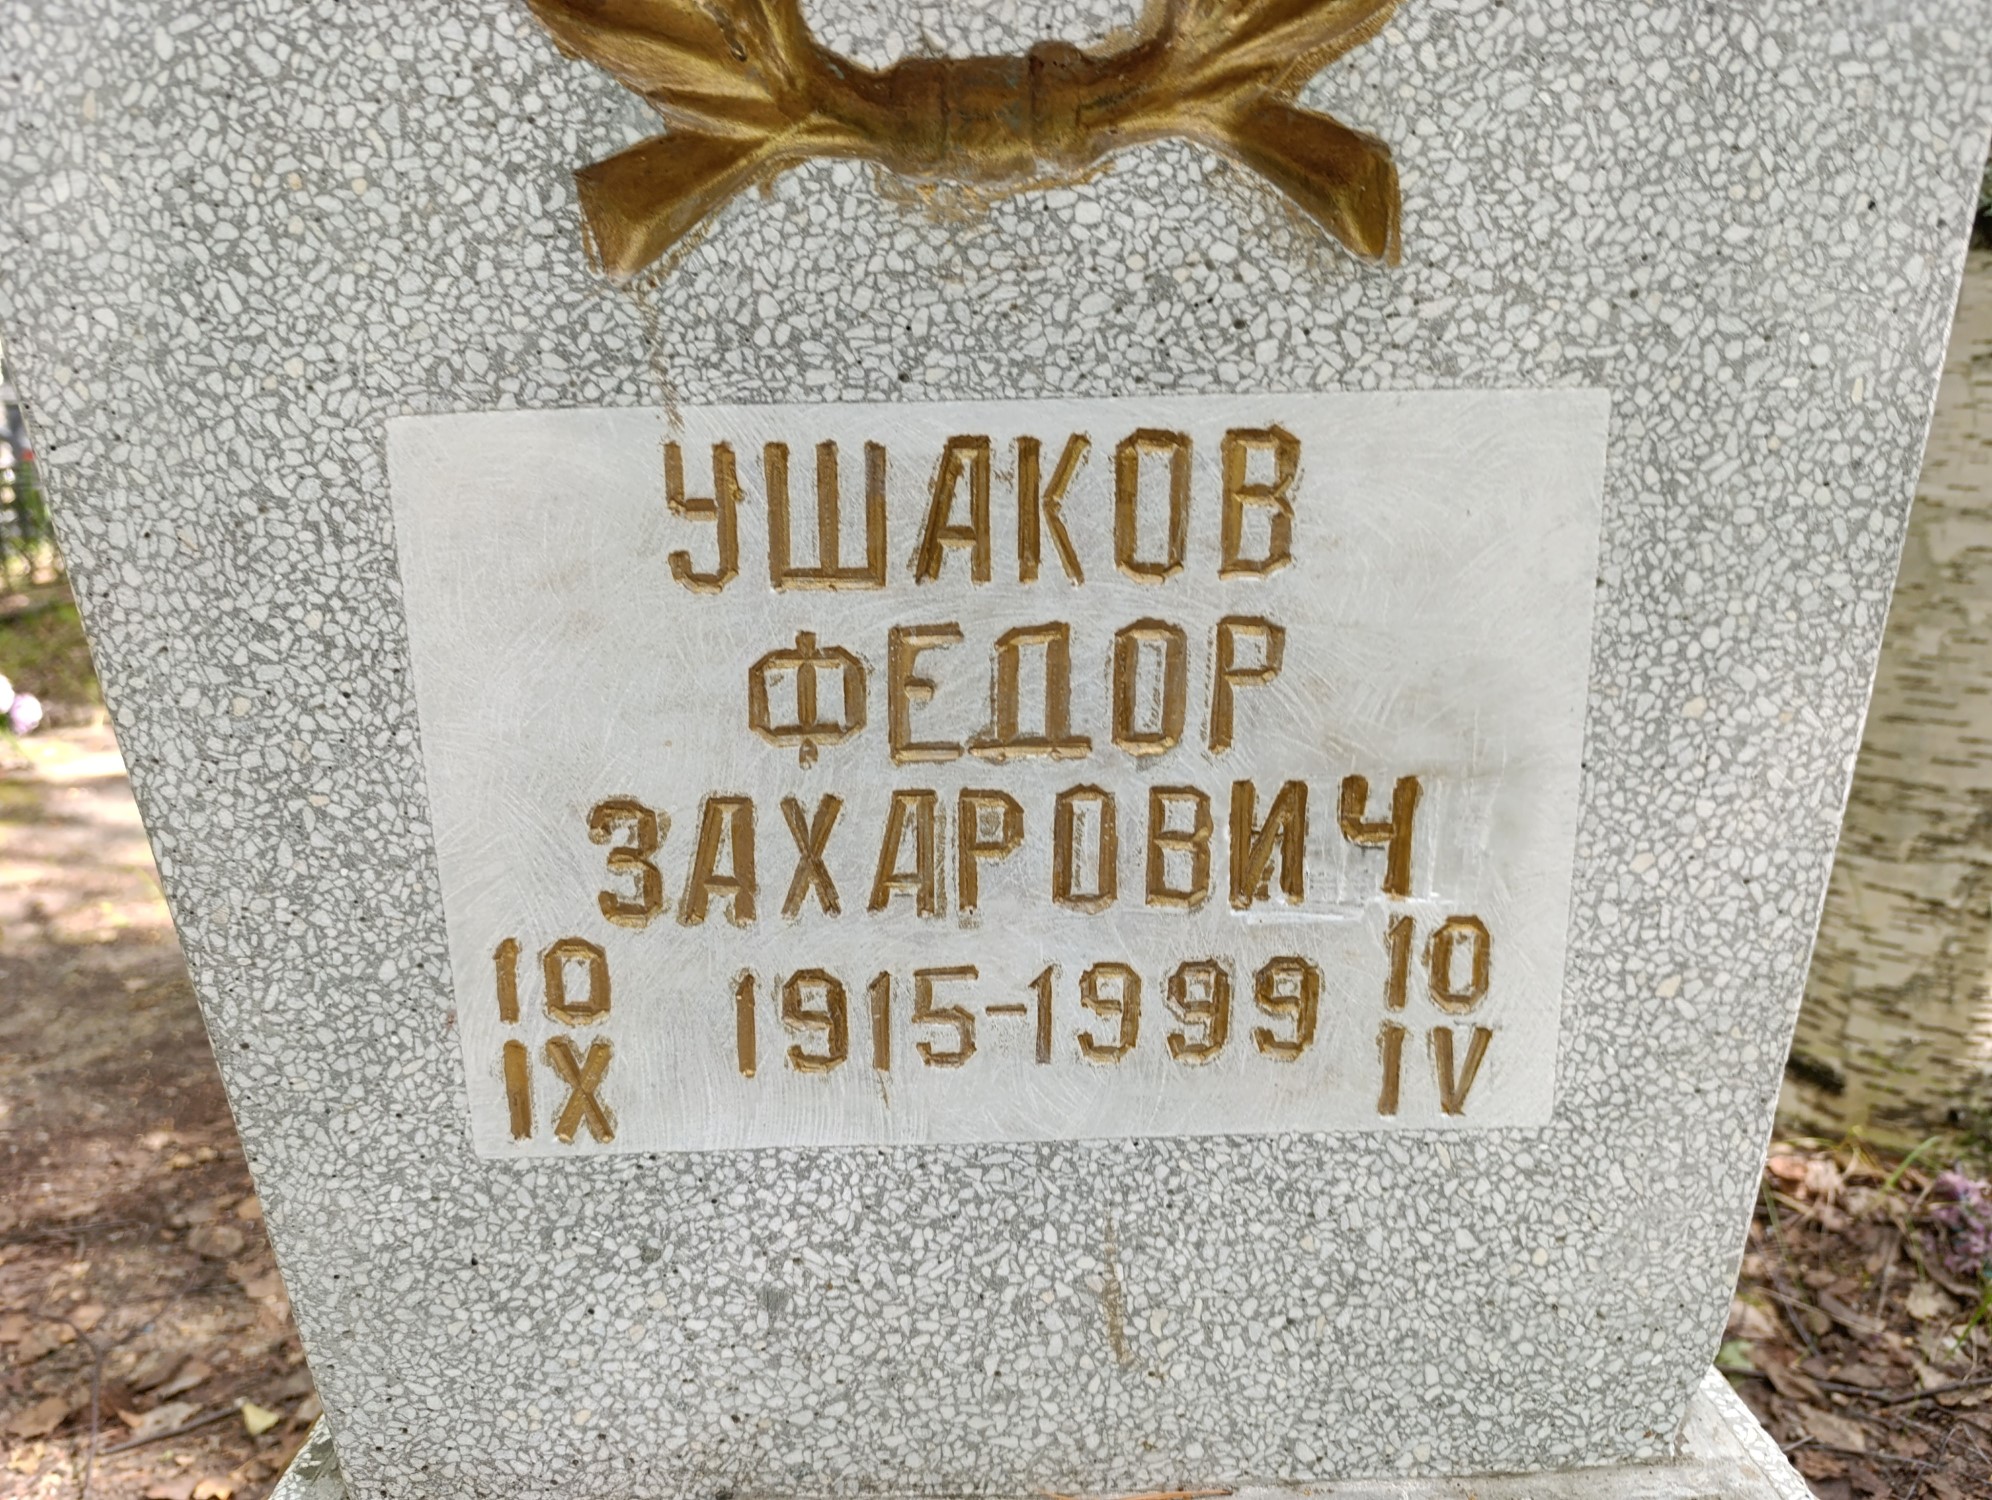 УШАКОВ
ФЕДОР
ЗАХАРОВИЧ
10 IX 1915-1999 10 IV